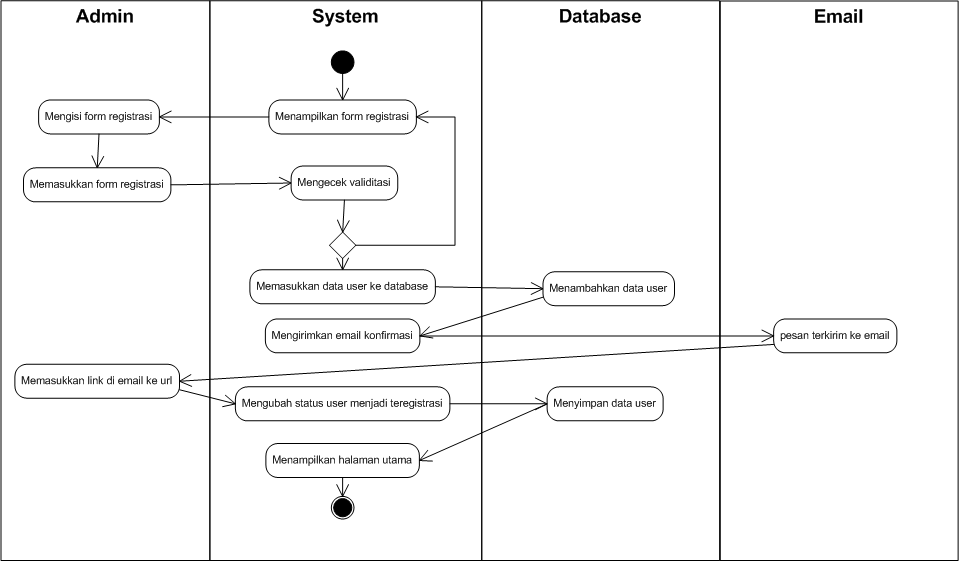 Admin
System
Database
Email
Menampilkan form registrasi
Mengisi form registrasi
Memasukkan form registrasi
Mengecek validitasi
Memasukkan data user ke database
Menambahkan data user
Mengirimkan email konfirmasi
pesan terkirim ke email
Memasukkan link di email ke url
Mengubah status user menjadi teregistrasi
Menyimpan data user
Menampilkan halaman utama